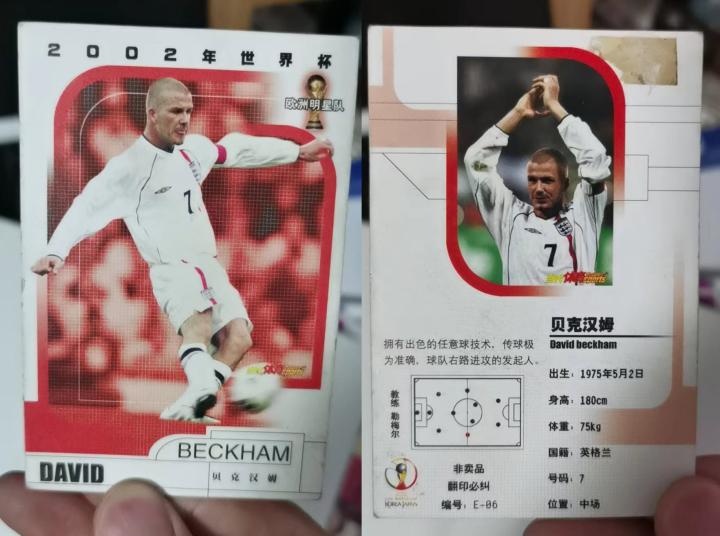 2002年世界杯
欧洲明星队
7
BECKHAM
DAVID
贝克汉姆
7
贝克汉姆
David beckham
拥有出色的任意球技术，传球极
为准确，球队右路进攻的发起人。
出生：1975年5月2日
身高：180cm
体重：75kg
国籍：英格兰
号码：7
位置：中场
教练 勒梅尔
非卖品
翻印必纠
编号：E-06
KOREAJAPAN